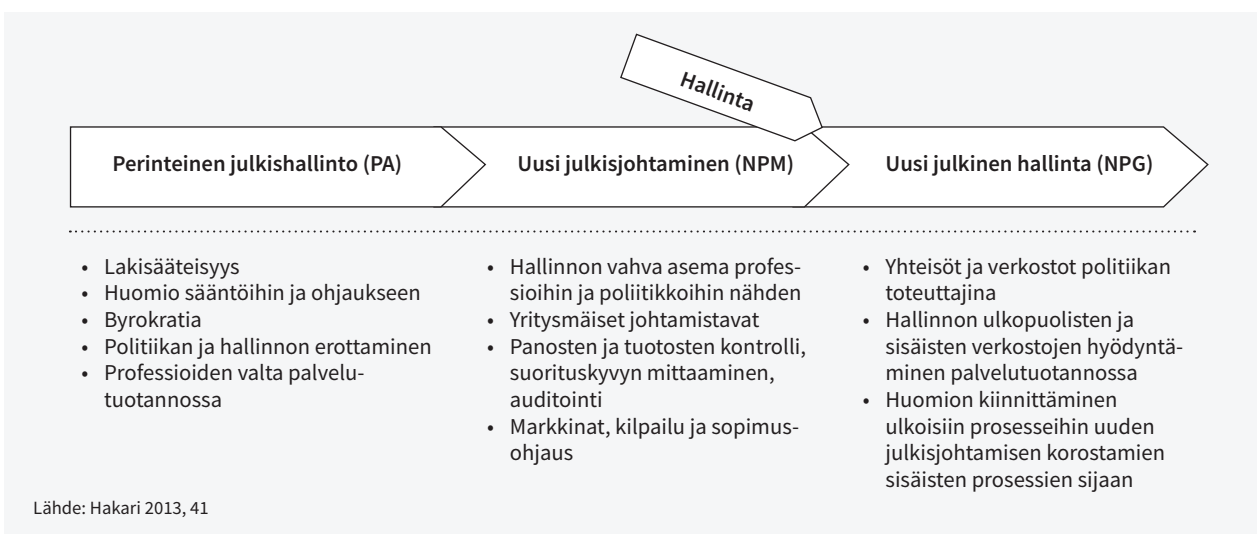 Hallinta
Perinteinen julkishallinto (PA)
Uusi julkisjohtaminen (NPM)
Uusi julkinen hallinta (NPG)
• Lakisääteisyys
• Huomio sääntöihin ja ohjaukseen
• Byrokratia
• Politiikan ja hallinnon erottaminen
• Professioiden valta palvelu-
tuotannossa
• Hallinnon vahva asema profes-
sioihin ja poliitikkoihin nähden
• Yritysmäiset johtamistavat
• Panosten ja tuotosten kontrolli,
suorituskyvyn mittaaminen,
auditointi
• Markkinat, kilpailu ja sopimus-
ohjaus
• Yhteisöt ja verkostot politiikan
toteuttajina
• Hallinnon ulkopuolisten ja
sisäisten verkostojen hyödyntä-
minen palvelutuotannossa
• Huomion kiinnittäminen
ulkoisiin prosesseihin uuden
julkisjohtamisen korostamien
sisäisten prosessien sijaan
Lähde: Hakari 2013, 41